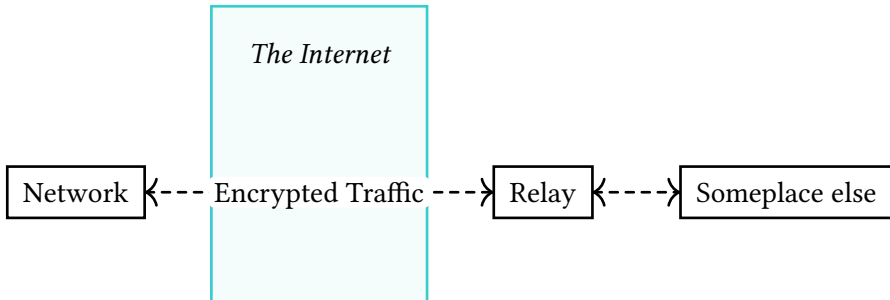 The Internet
Network
Encrypted Traffic
Relay
Someplace else